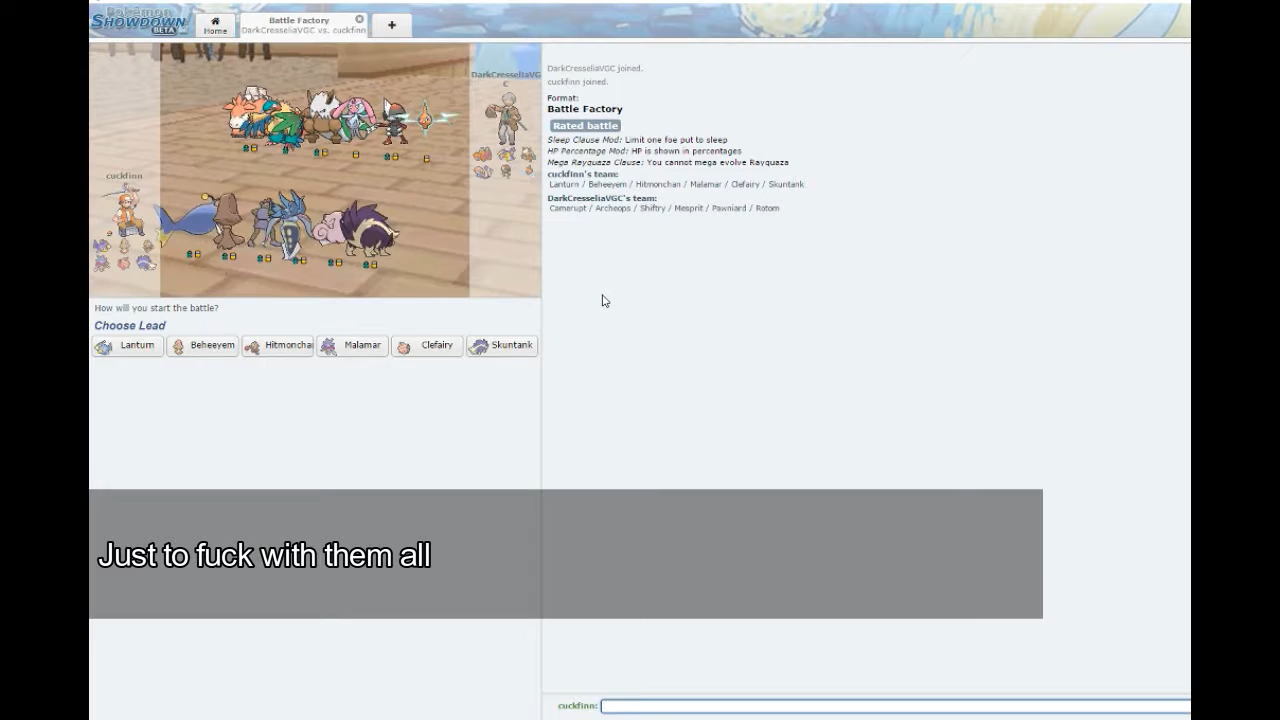 Pokémon
SHOWDOWN
BETA
Home
Battle Factory
DarkCresseliaVGC vs. cuckfinn
+
DarkCresseliaVG
C
cuckfinn
How will you start the battle?
Choose Lead
Lanturn
Beheeyem
Hitmoncha
Malamar
Clefairy
Skuntank
DarkCresseliaVGC joined.
cuckfinn joined.
Format:
Battle Factory
Rated battle
Sleep Clause Mod: Limit one foe put to sleep
HP Percentage Mod: HP is shown in percentages
Mega Rayquaza Clause: You cannot mega evolve Rayquaza
cuckfinn's team:
Lanturn / Beheeyem / Hitmonchan / Malamar / Clefairy / Skuntank
DarkCresseliaVGC's team:
Camerupt / Archeops / Shiftry / Mesprit / Pawniard / Rotom
Just to fuck with them all
cuckfinn: